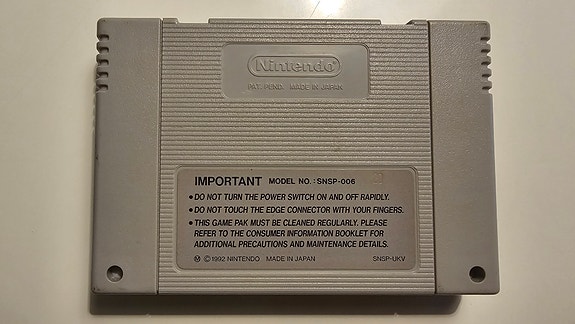 Nintendo
PAT. PEND. MADE IN JAPAN
IMPORTANT MODEL NO.: SNSP-006
• DO NOT TURN THE POWER SWITCH ON AND OFF RAPIDLY.
• DO NOT TOUCH THE EDGE CONNECTOR WITH YOUR FINGERS.
• THIS GAME PAK MUST BE CLEANED REGULARLY. PLEASE
REFER TO THE CONSUMER INFORMATION BOOKLET FOR
ADDITIONAL PRECAUTIONS AND MAINTENANCE DETAILS.
Ⓜ ©1992 NINTENDO MADE IN JAPAN SNSP-UKV